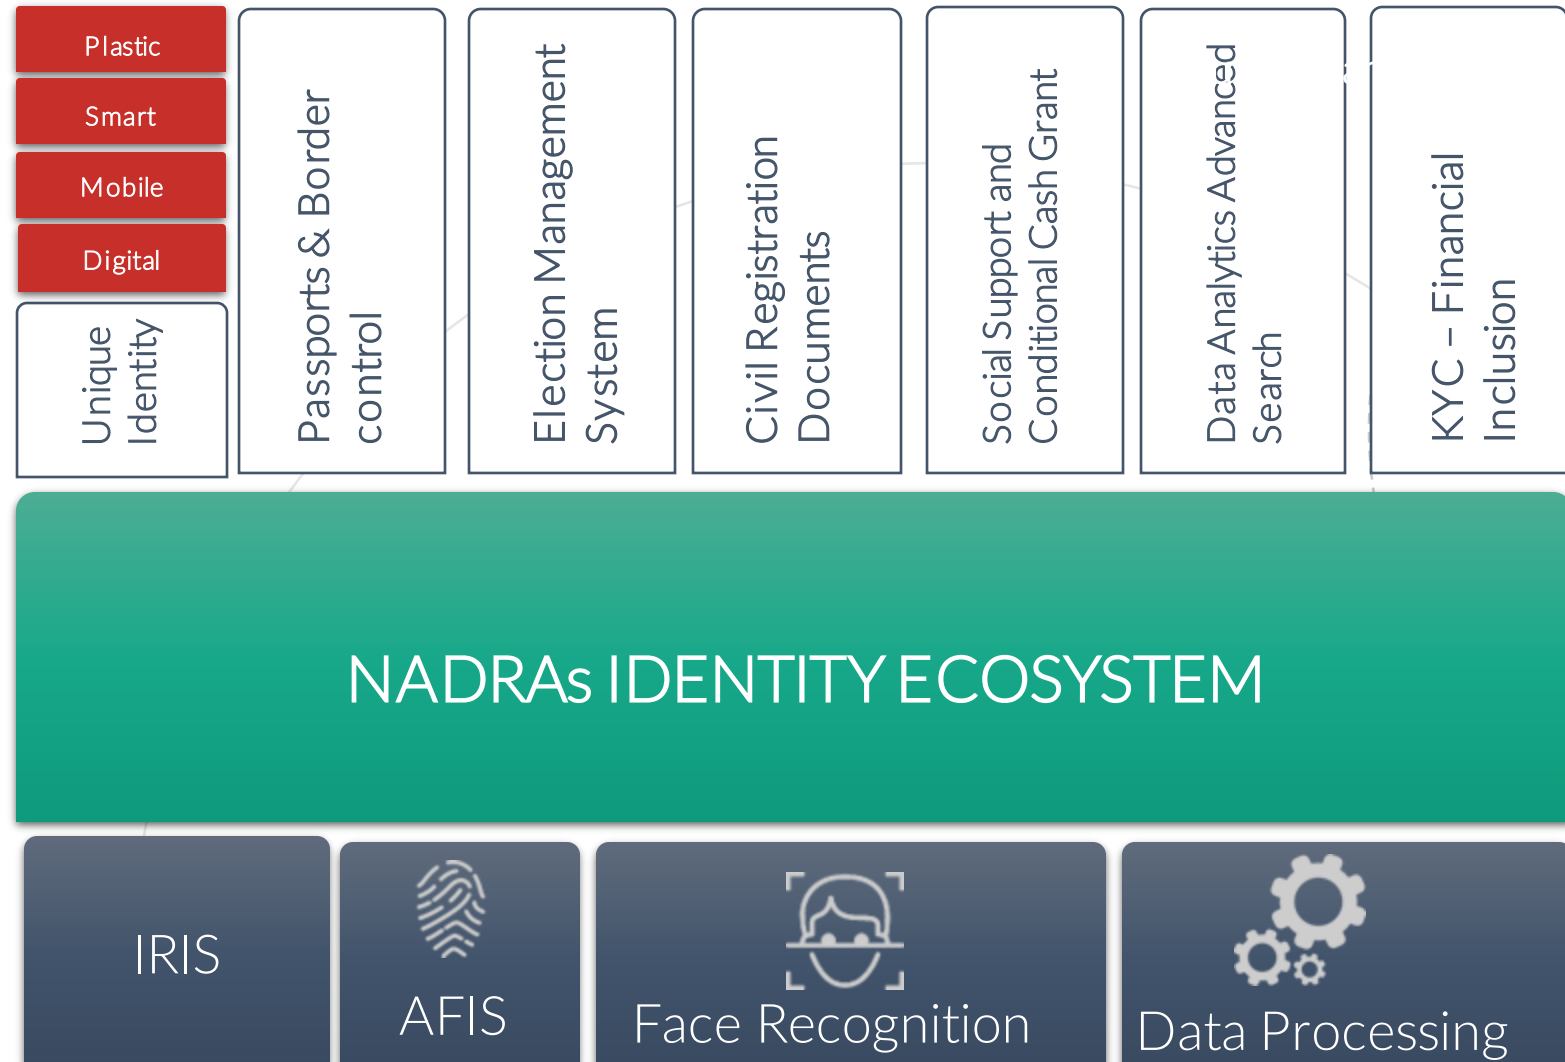 Plastic
Smart
Mobile
Digital
Unique
Identity
Passports & Border
control
Election Management
System
Civil Registration
Documents
Social Support and
Conditional Cash Grant
Data Analytics Advanced
Search
KYC – Financial
Inclusion
NADRAs IDENTITY ECOSYSTEM
IRIS
AFIS
Face Recognition
Data Processing